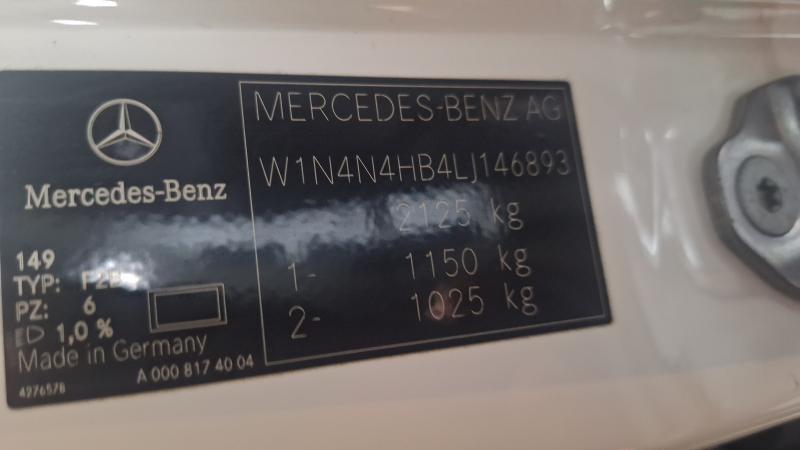 Mercedes-Benz
149
TYP:
PZ: 6
1,0 %
Made in Germany
4276578
A 000 817 40 04
MERCEDES-BENZ AG
W1N4N4HB4LJ146893
2125 kg
1- 1150 kg
2- 1025 kg